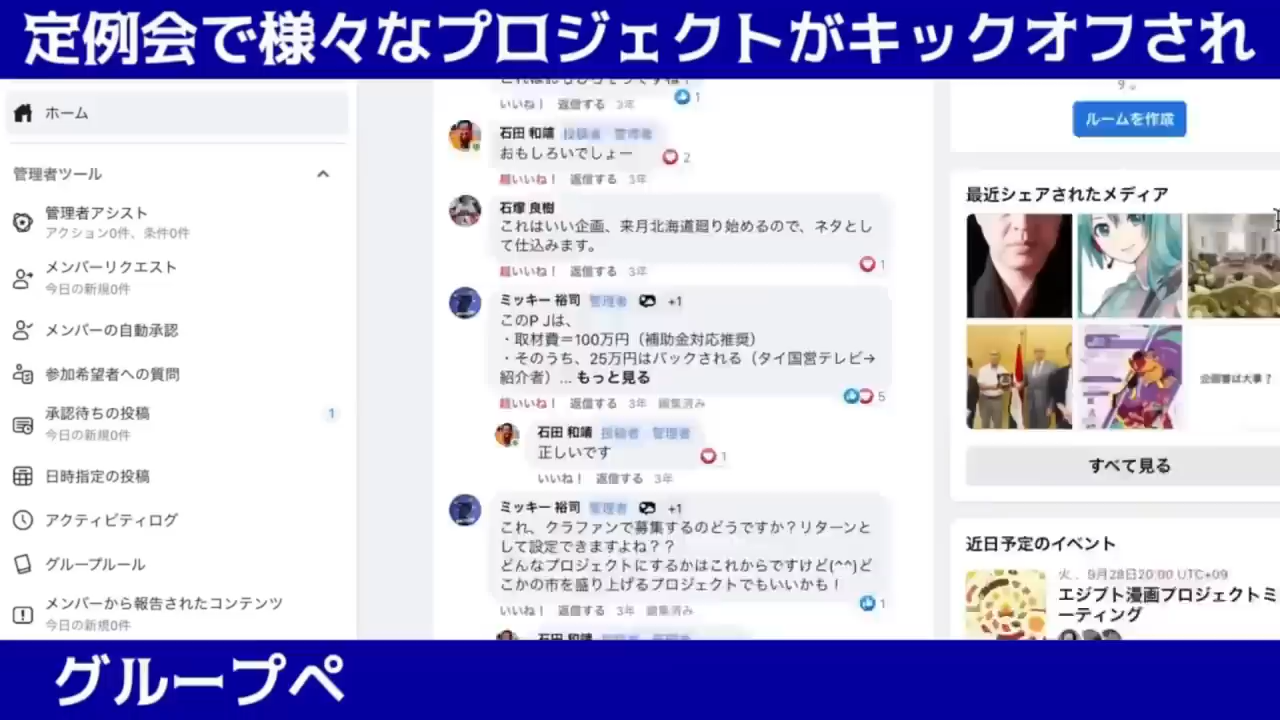 定例会で様々なプロジェクトがキックオフされ
ホーム
管理者ツール
管理者アシスト
アクション0件、条件0件
メンバーリクエスト
今日の新規0件
メンバーの自動承認
参加希望者への質問
承認待ちの投稿
1
今日の新規0件
日時指定の投稿
アクティビティログ
グループルール
メンバーから報告されたコンテンツ
今日の新規0件
いいね! 返信する 3年
1
石田 和靖 投稿者 管理者
おもしろいでしょー
2
超いいね! 返信する 3年
石塚 良樹
これはいい企画、来月北海道廻り始めるので、ネタとし
て仕込みます。
1
超いいね! 返信する 3年
ミッキー 裕司 管理者 +1
このP Jは、
・取材費=100万円(補助金対応推奨)
・そのうち、25万円はバックされる(タイ国営テレビ→
紹介者)... もっと見る
5
超いいね! 返信する 3年 編集済み
石田 和靖 投稿者 管理者
正しいです
1
いいね! 返信する 3年
ミッキー 裕司 管理者 +1
これ、クラファンで募集するのどうですか?リターンと
して設定できますよね??
どんなプロジェクトにするかはこれからですけど(^^)ど
こかの市を盛り上げるプロジェクトでもいいかも!
1
いいね! 返信する 3年 編集済み
石田 和靖
ルームを作成
最近シェアされたメディア
企画書は大事?
すべて見る
近日予定のイベント
火、9月28日20:00 UTC+09
エジプト漫画プロジェクトミ
ーティング
グループペ